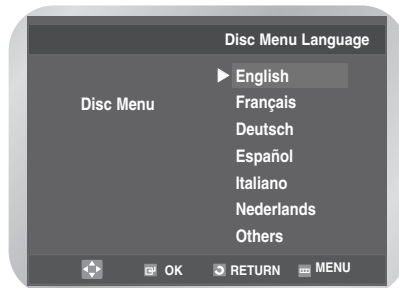 Disc Menu Language
English
Disc Menu
Français
Deutsch
Español
Italiano
Nederlands
Others
OK RETURN MENU